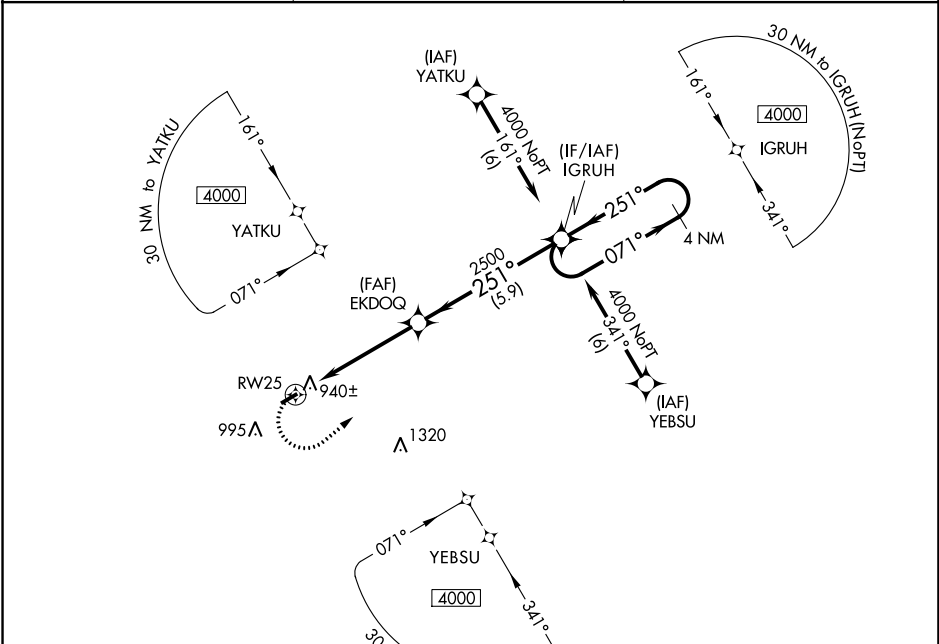 30 NM to YATKU
161°
4000
YATKU
071°
(IAF)
YATKU
4000 NoPT
161°
(6)
(IF/IAF)
IGRUH
251°
071°
4 NM
30 NM to IGRUH (NoPT)
161°
4000
IGRUH
341°
2500
251°
(5.9)
(FAF)
EKDOQ
4000 NoPT
341°
(6)
(IAF)
YEBSU
RW25
940±
995
1320
071°
YEBSU
4000
341°
30